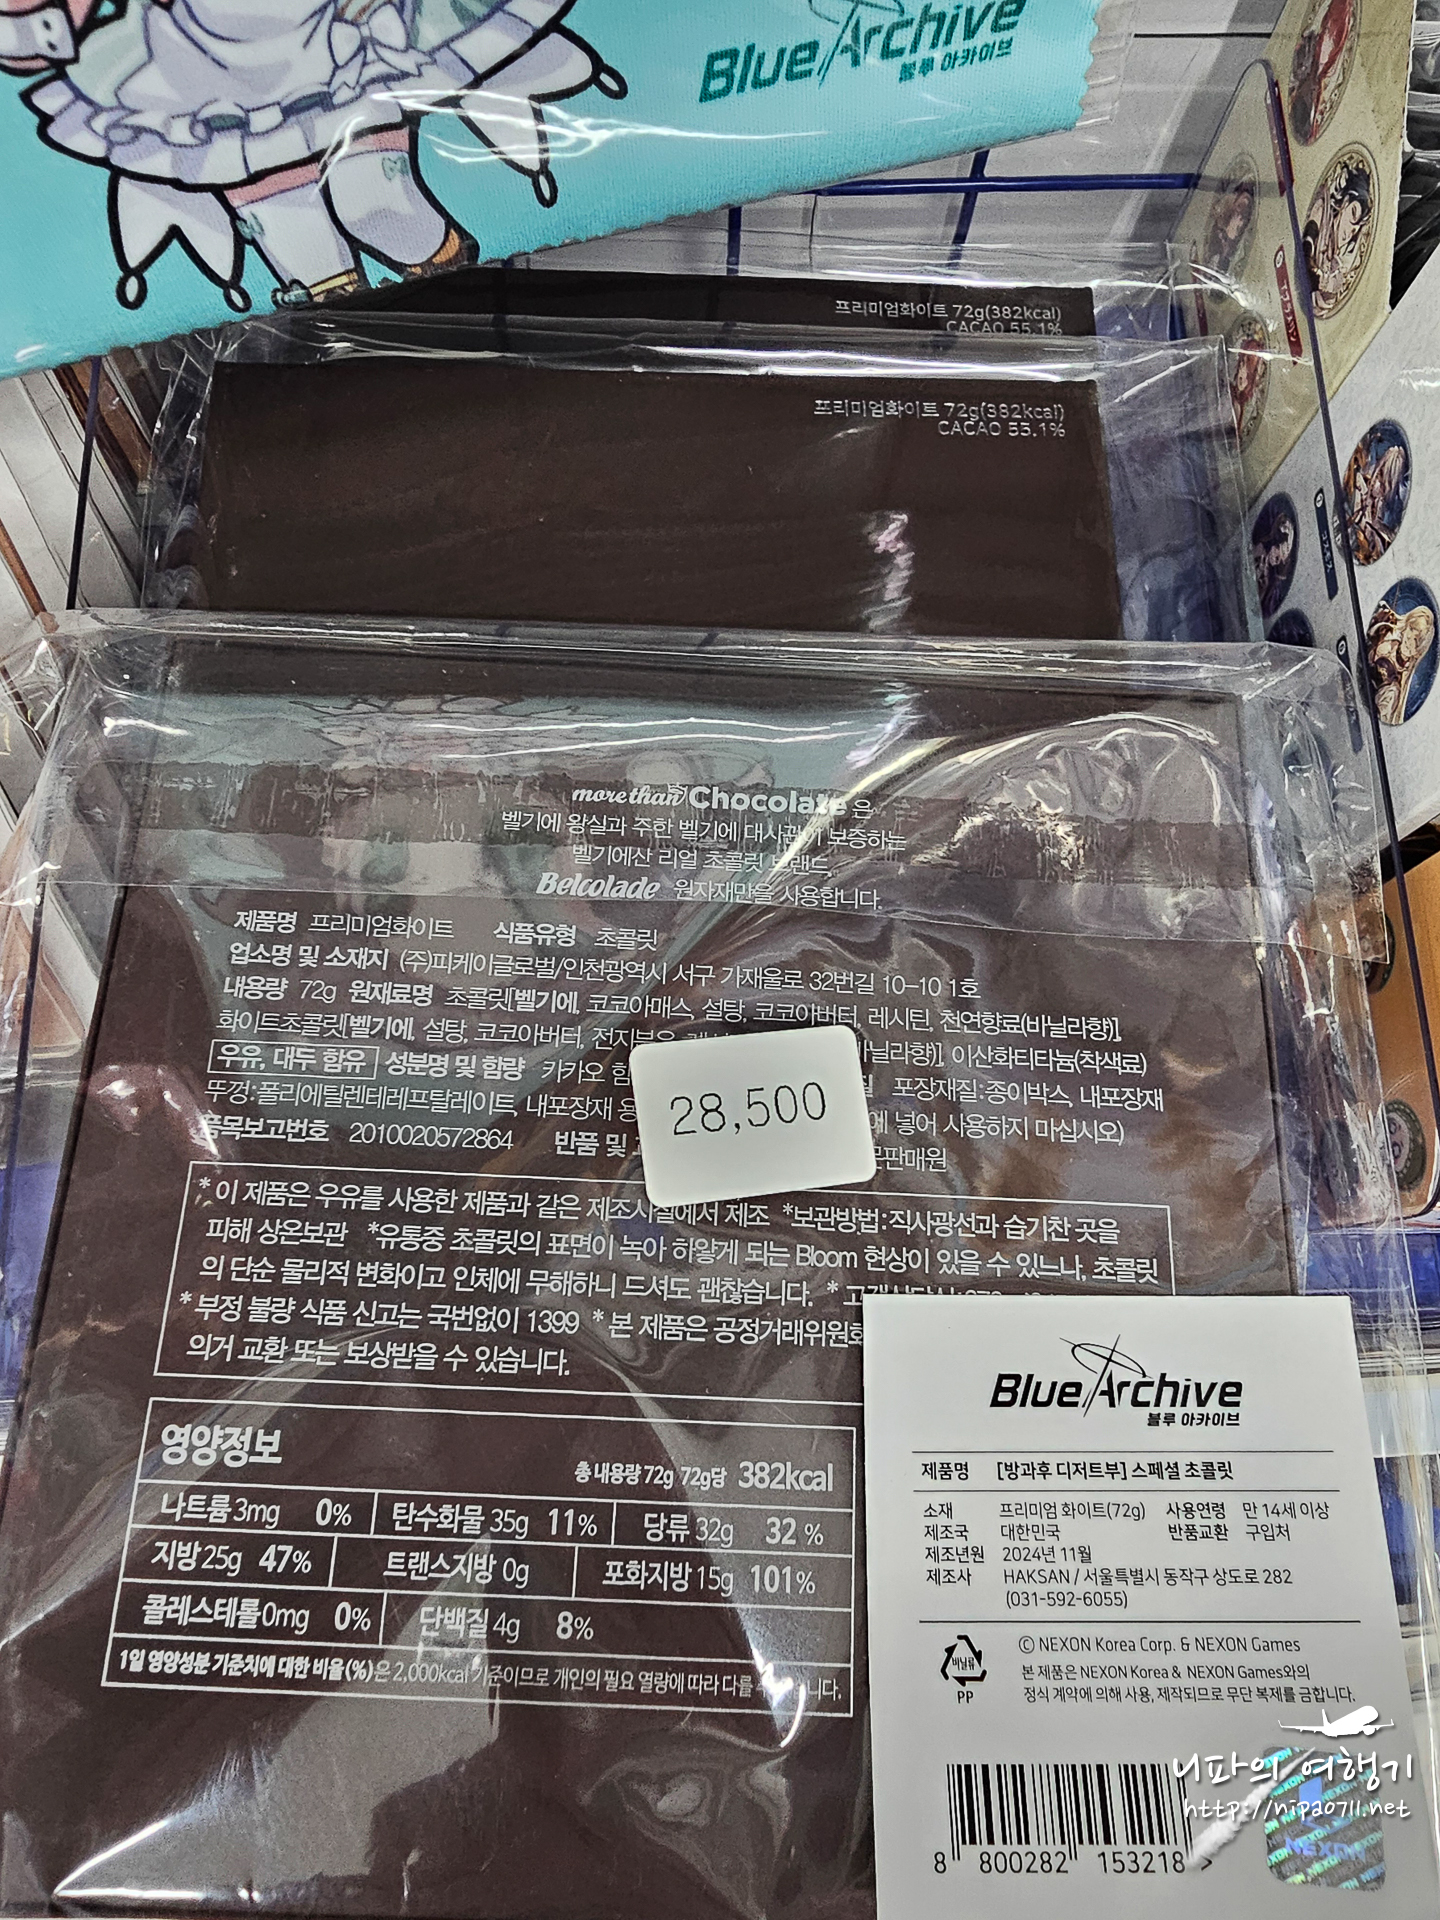 Blue Archive
블루 아카이브
프리미엄화이트 72g(382kcal)
CACAO 55.1%
프리미엄화이트 72g(382kcal)
CACAO 55.1%
more than Chocolate 은
벨기에 왕실과 주한 벨기에 대사관이 보증하는
벨기에산 리얼 초콜릿 브랜드,
Belcolade 원자재만을 사용합니다.
제품명 프리미엄화이트 식품유형 초콜릿
업소명 및 소재지 (주)피케이글로벌/인천광역시 서구 가재울로 32번길 10-10 1호
내용량 72g 원재료명 초콜릿[벨기에, 코코아매스, 설탕, 코코아버터, 레시틴, 천연향료(바닐라향)],
화이트초콜릿[벨기에, 설탕, 코코아버터, 전지분유 바닐라향)], 이산화티타늄(착색료)
우유, 대두 함유 성분명 및 함량 카카오 함 포장재질:종이박스, 내포장재
뚜껑:폴리에틸렌테레프탈레이트, 내포장재 용 에 넣어 사용하지 마십시오)
품목보고번호 2010020572864 반품 및 판매원
28,500
*이 제품은 우유를 사용한 제품과 같은 제조시설에서 제조 *보관방법:직사광선과 습기찬 곳을
피해 상온보관 *유통중 초콜릿의 표면이 녹아 하얗게 되는 Bloom 현상이 있을 수 있느나, 초콜릿
의 단순 물리적 변화이고 인체에 무해하니 드셔도 괜찮습니다. *
*부정 불량 식품 신고는 국번없이 1399 *본 제품은 공정거래위원회
의거 교환 또는 보상받을 수 있습니다.
영양정보
총 내용량 72g 72g당 382kcal
나트륨 3mg 0% 탄수화물 35g 11% 당류 32g 32 %
지방 25g 47% 트랜스지방 0g 포화지방 15g 101%
콜레스테롤 0mg 0% 단백질 4g 8%
1일 영양성분 기준치에 대한 비율(%)은 2,000kcal 기준이므로 개인의 필요 열량에 따라 다를 니다.
Blue Archive
블루 아카이브
제품명 [방과후 디저트부] 스페셜 초콜릿
소재 프리미엄 화이트(72g) 사용연령 만 14세 이상
제조국 대한민국 반품교환 구입처
제조년원 2024년 11월
제조사 HAKSAN / 서울특별시 동작구 상도로 282
(031-592-6055)
비닐류
PP
© NEXON Korea Corp. & NEXON Games
본 제품은 NEXON Korea & NEXON Games와의
정식 계약에 의해 사용, 제작되므로 무단 복제를 금합니다.
니파의 여행기
http://nipa0711.net
NEXON
8 800282 153218 >